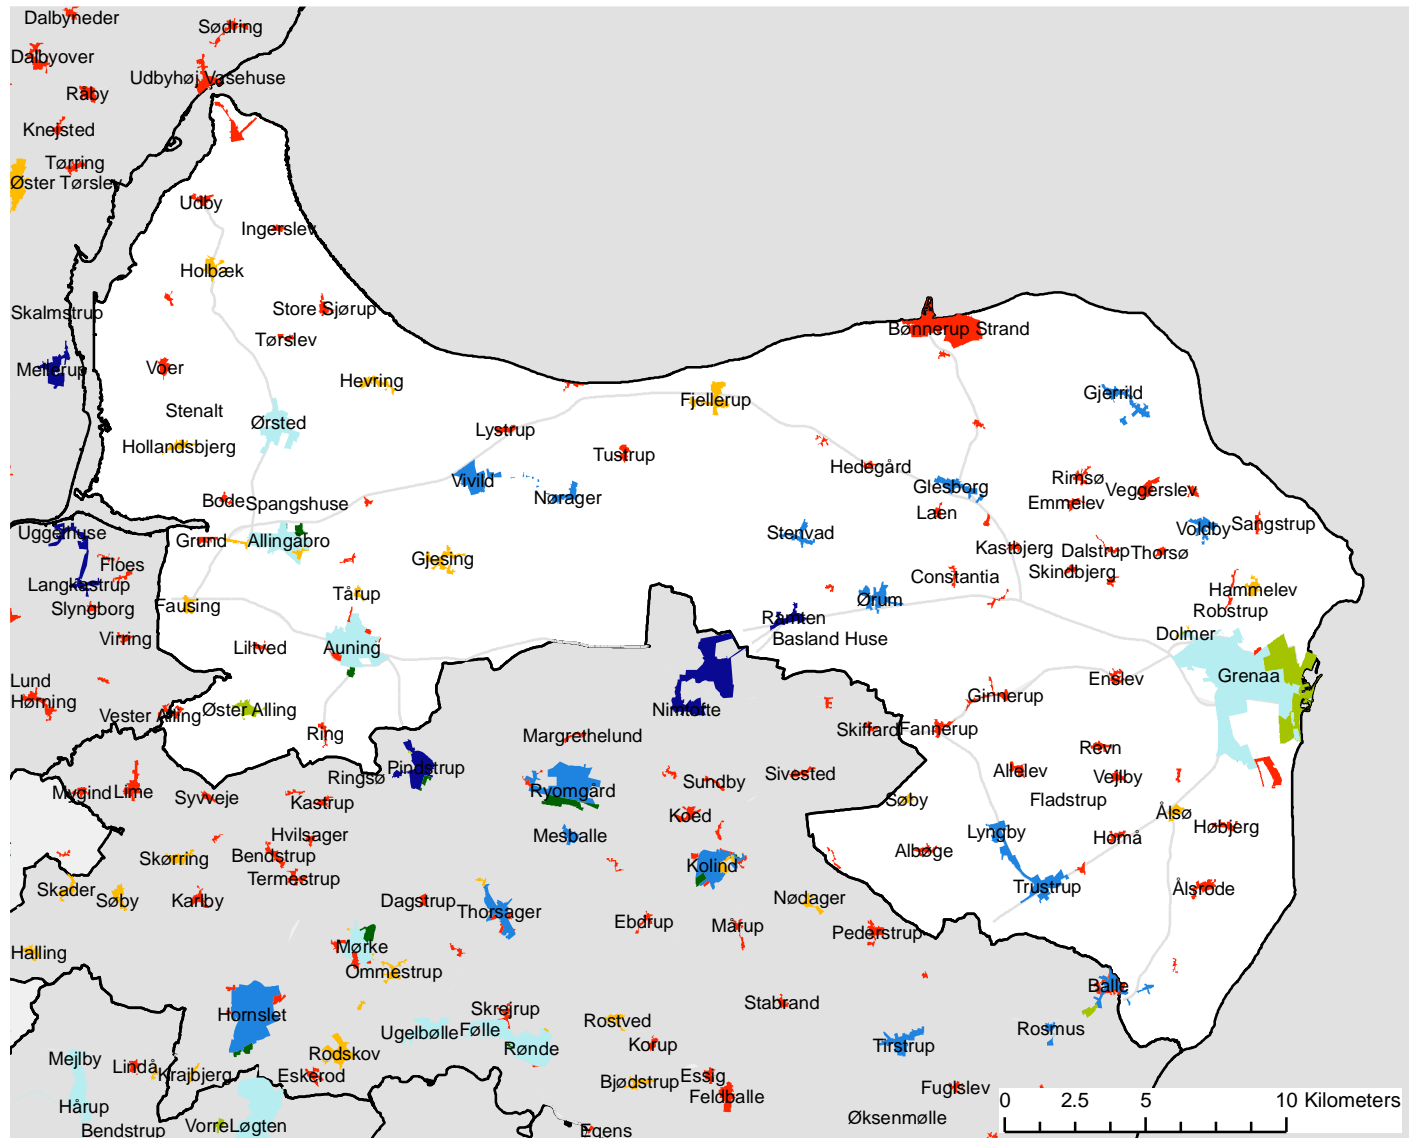 Dalbyneder
Sødring
Dalbyover
Udbyhøj Vasehuse
Råby
Knejsted
Tørring
Øster Tørslev
Udby
Ingerslev
Holbæk
Skalmstrup
Store Sjørup
Bønnerup Strand
Tørslev
Mellerup
Voer
Hevring
Gjerrild
Fjellerup
Stenalt
Ørsted
Lystrup
Hollandsbjerg
Tustrup
Hedegård
Vivild
Rimsø
Glesborg
Veggerslev
Nørager
Bode
Spangshuse
Emmelev
Laen
Sangstrup
Voldby
Uggelhuse
Stenvad
Grund
Allingåbro
Kastbjerg
Dalstrup
Thorsø
Gjesing
Floes
Skindbjerg
Constantia
Langkastrup
Hammelev
Tårup
Ørum
Slyngborg
Fausing
Robstrup
Ramten
Virring
Basland Huse
Dolmer
Liltved
Auning
Lund
Enslev
Grenaa
Hørning
Ginnerup
Vester Alling
Øster Alling
Nimtofte
Ring
Skiffard
Fannerup
Margrethelund
Revn
Pindstrup
Ringsø
Allelev
Sivested
Vejlby
Sundby
Mygind
Lime
Syvveje
Ryomgård
Kastrup
Søby
Fladstrup
Koed
Ålsø
Hvilsager
Mesballe
Lyngby
Homå
Høbjerg
Skørring
Bendstrup
Albøge
Kolind
Termestrup
Skader
Søby
Karlby
Trustrup
Ålsrode
Dagstrup
Nødager
Thorsager
Ebdrup
Mårup
Pederstrup
Mørke
Halling
Ommestrup
Balle
Stabrand
Hornslet
Skrejrup
Rostved
Ugelbølle
Følle
Rosmus
Rodskov
Rønde
Korup
Tirstrup
Mejlby
Lindå
Krajbjerg
Eskerod
Bjødstrup
Essig
Fuglslev
Feldballe
Hårup
Vorre
Løgten
Øksenmølle
Bendstrup
Egens
0 2.5 5 10 Kilometers